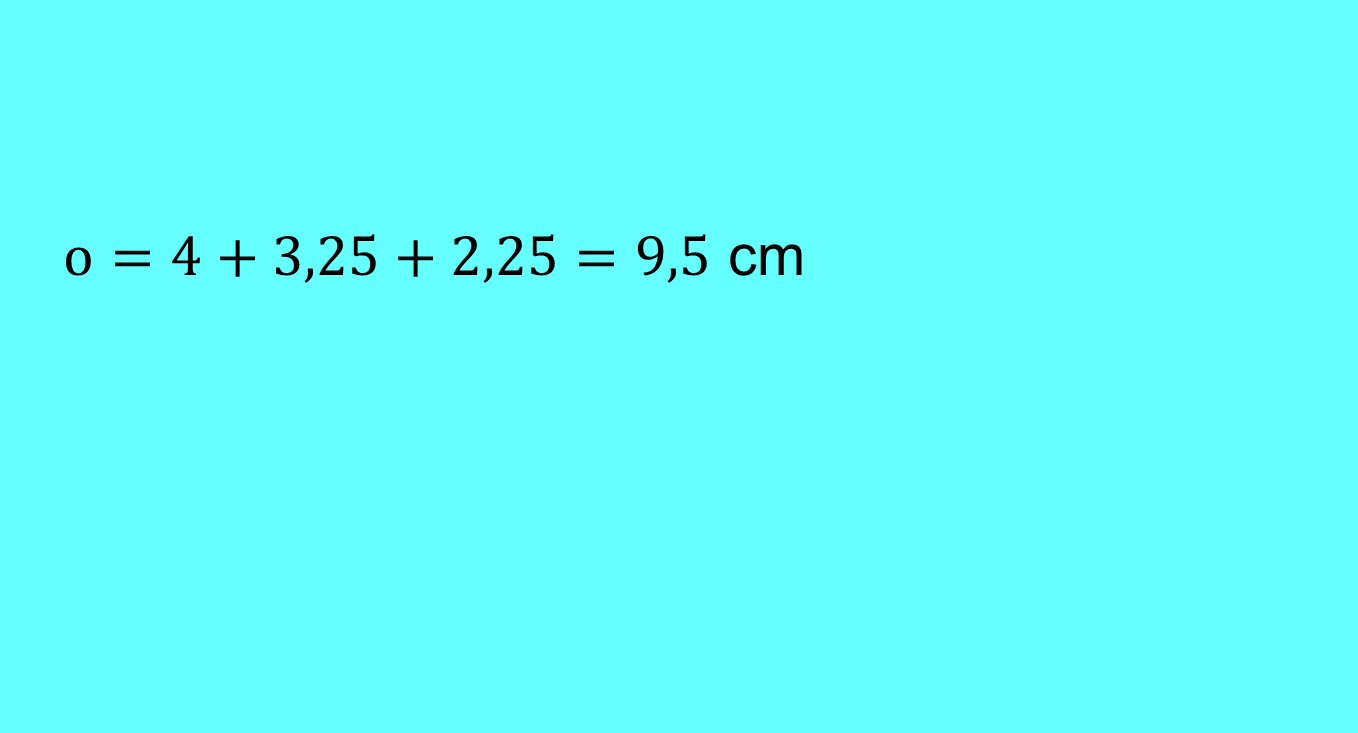 o = 4 + 3,25 + 2,25 = 9,5 cm